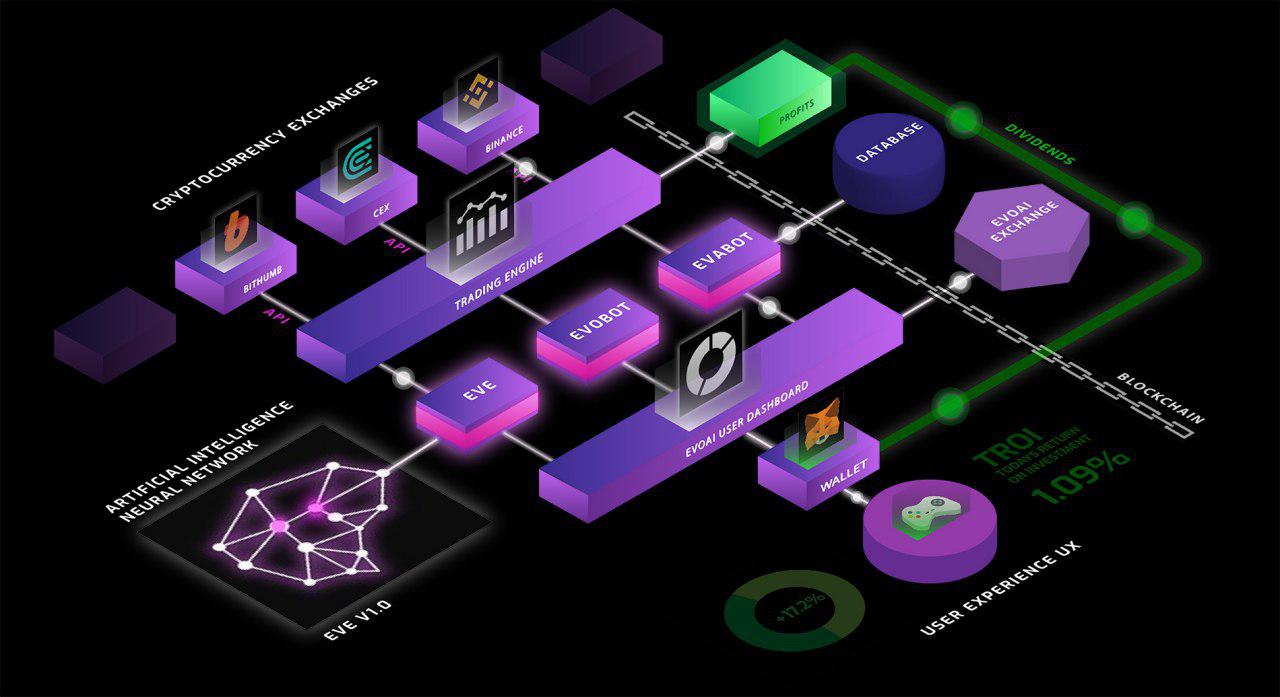 CRYPTOCURRENCY EXCHANGES
BINANCE
CEX
BITHUMB
API
API
API
TRADING ENGINE
PROFITS
DATABASE
DIVIDENDS
EVOAI
EXCHANGE
EVABOT
EVOBOT
EVE
EVOAI USER DASHBOARD
BLOCKCHAIN
WALLET
TROI
TODAYS RETURN
ON INVESTMENT
1.09%
ARTIFICIAL INTELLIGENCE
NEURAL NETWORK
EVE V1.0
+17.2%
USER EXPERIENCE UX